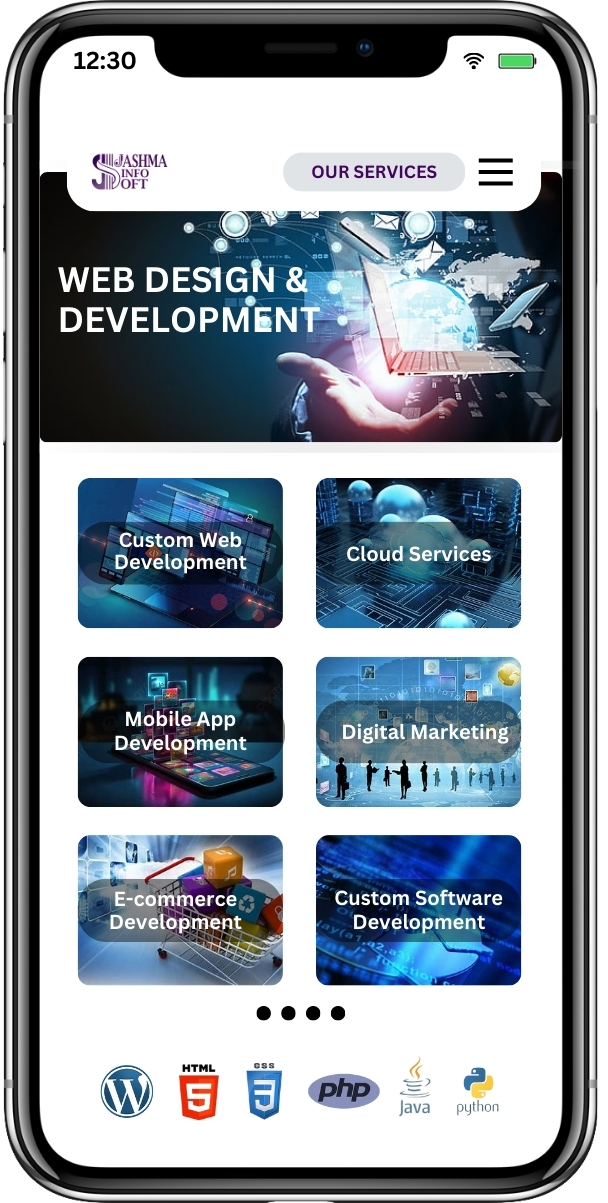 12:30
JASHMA
INFO
SOFT
OUR SERVICES
WEB DESIGN &
DEVELOPMENT
Custom Web
Development
Cloud Services
Mobile App
Development
Digital Marketing
E-commerce
Development
Custom Software
Development
HTML
5
CSS
3
W
php
Java
python